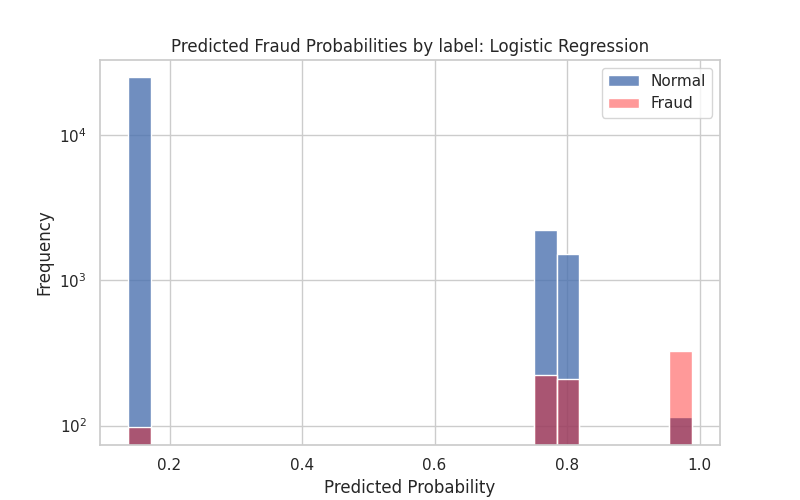 Predicted Fraud Probabilities by label: Logistic Regression
Normal
Fraud
Frequency
10⁴
10³
10²
0.2 0.4 0.6 0.8 1.0
Predicted Probability